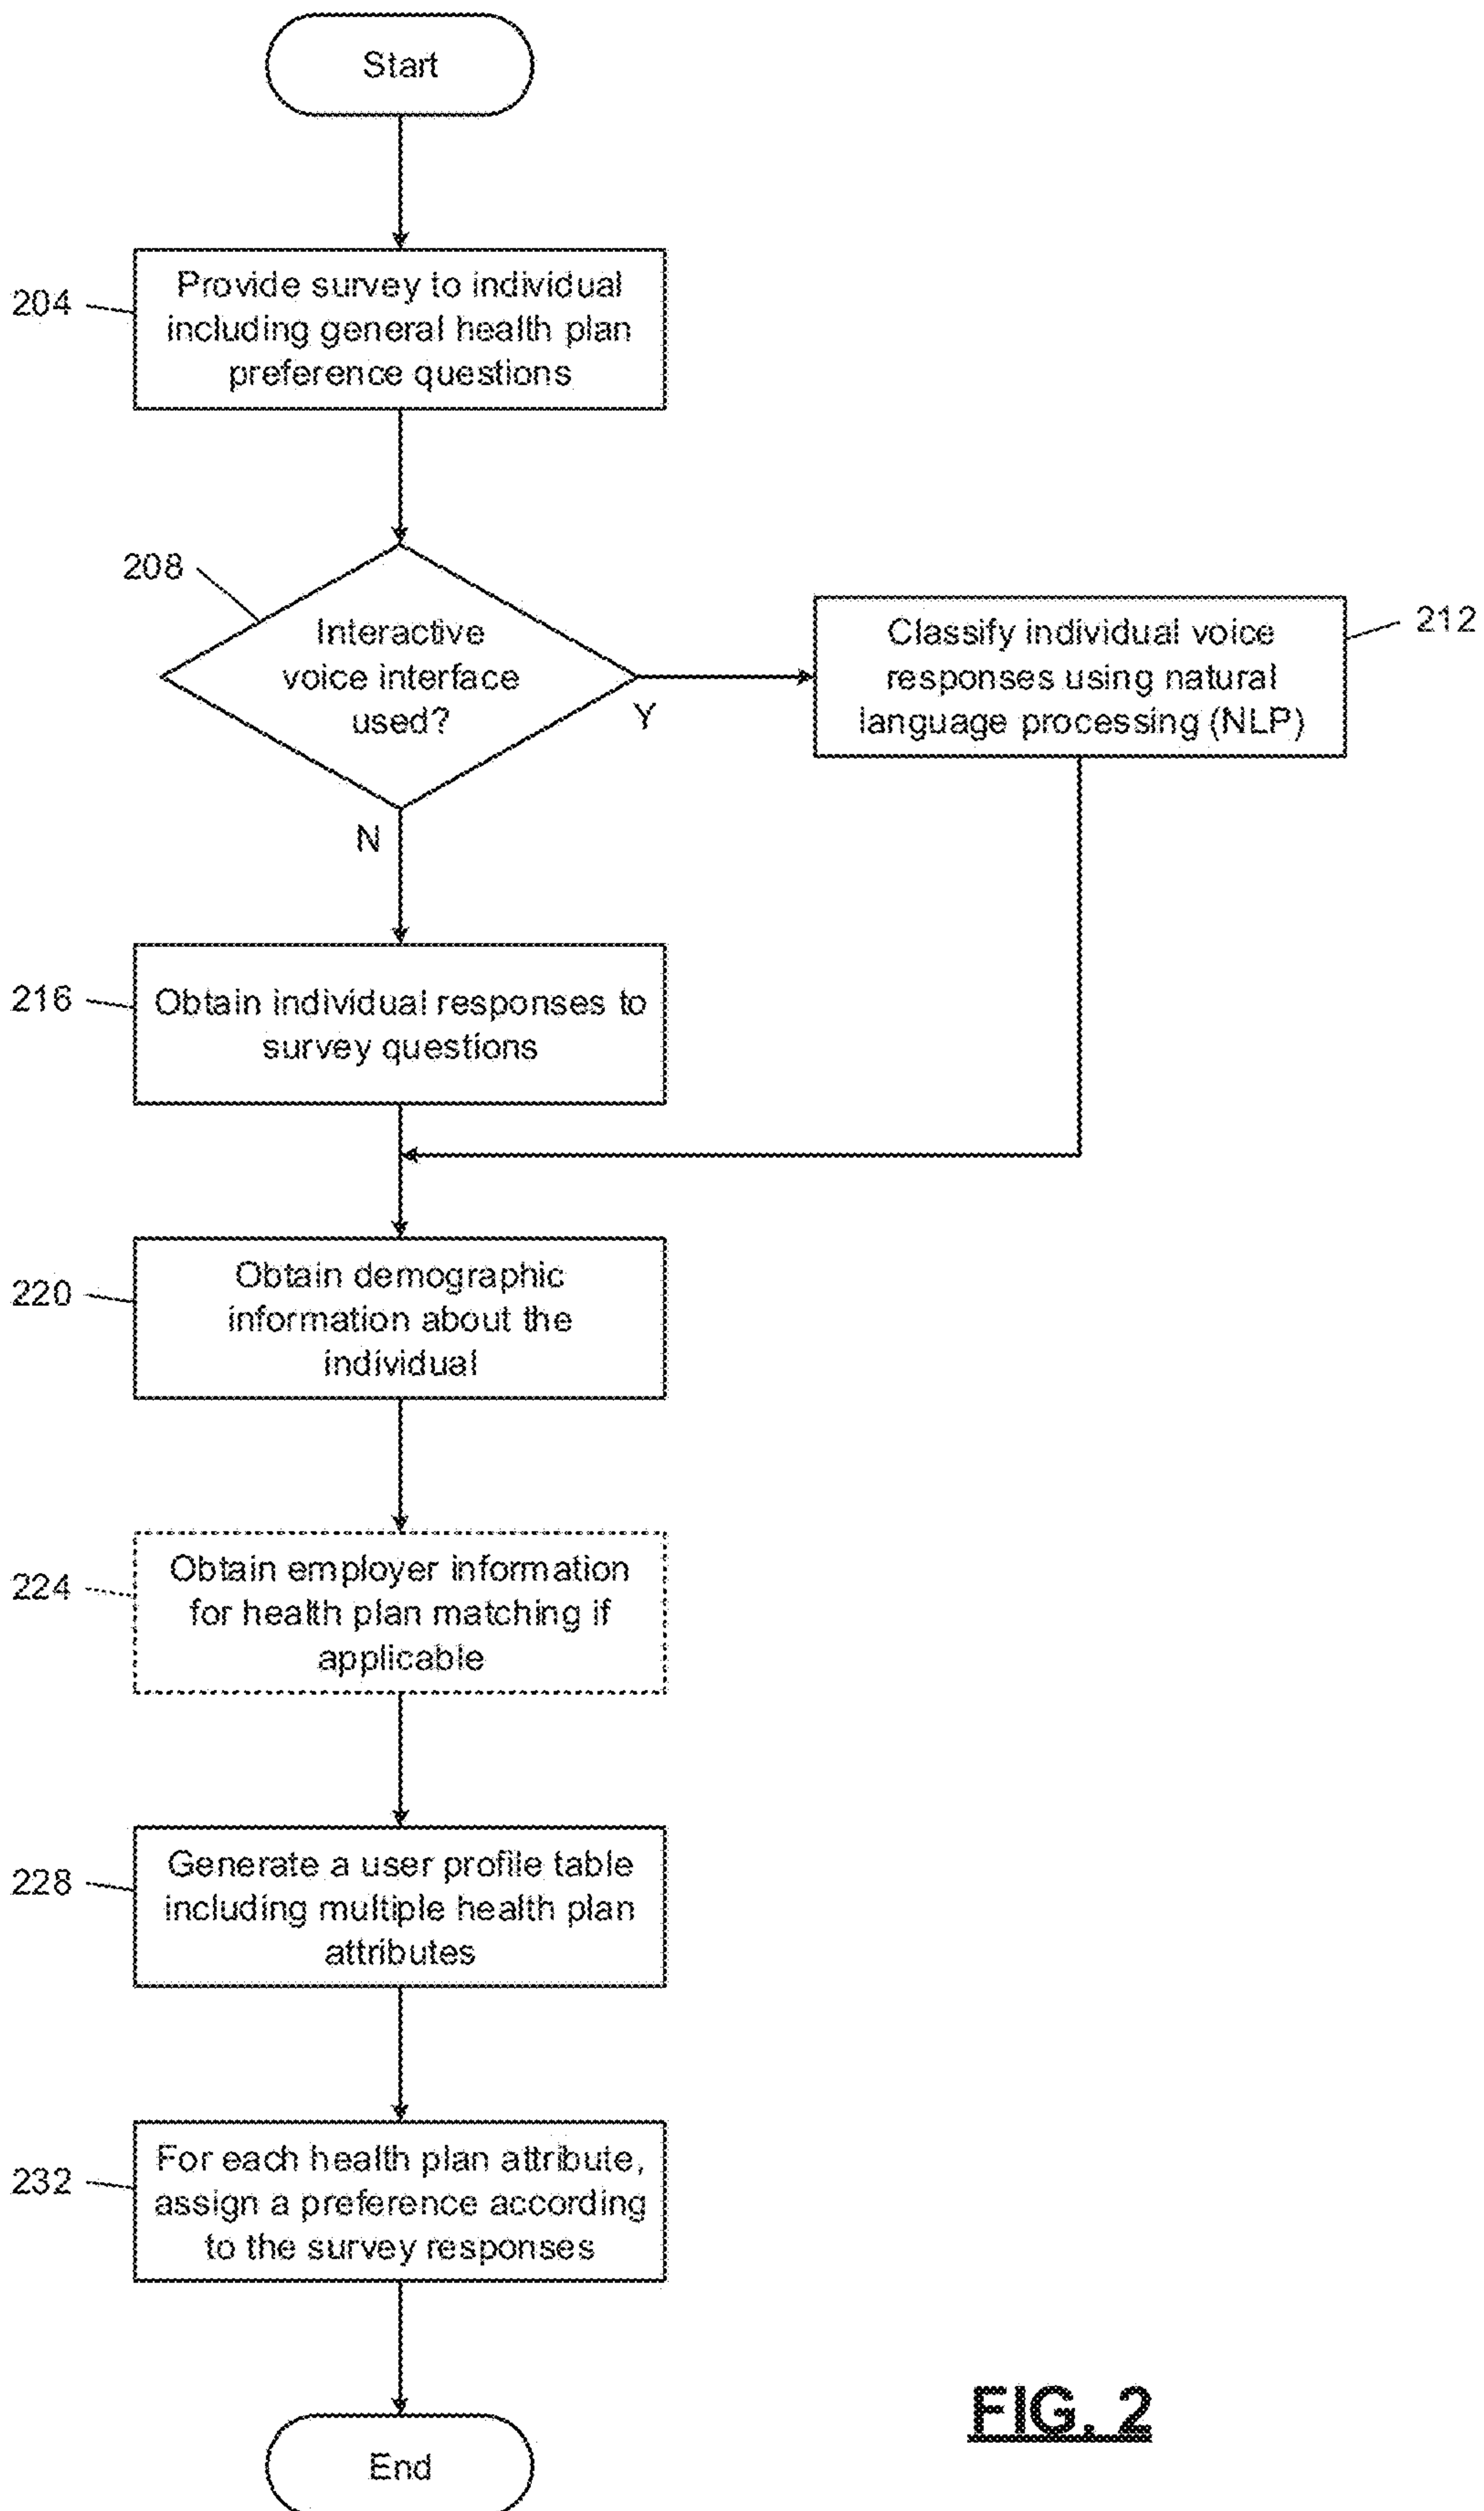 Start
204
Provide survey to individual
including general health plan
preference questions
208
Interactive
voice interface
used?
Y
N
Classify individual voice
responses using natural
language processing (NLP)
212
216
Obtain individual responses to
survey questions
220
Obtain demographic
information about the
individual
224
Obtain employer information
for health plan matching if
applicable
228
Generate a user profile table
including multiple health plan
attributes
232
For each health plan attribute,
assign a preference according
to the survey responses
End
FIG. 2